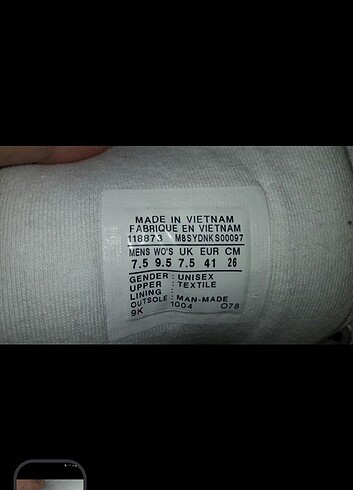 MADE IN VIETNAM
FABRIQUE EN VIETNAM
118873 M8SYDNKS00097
MENS WO'S UK EUR CM
7.5 9.5 7.5 41 26
GENDER : UNISEX
UPPER : TEXTILE
LINING :
OUTSOLE : MAN-MADE
9K 1004 O78